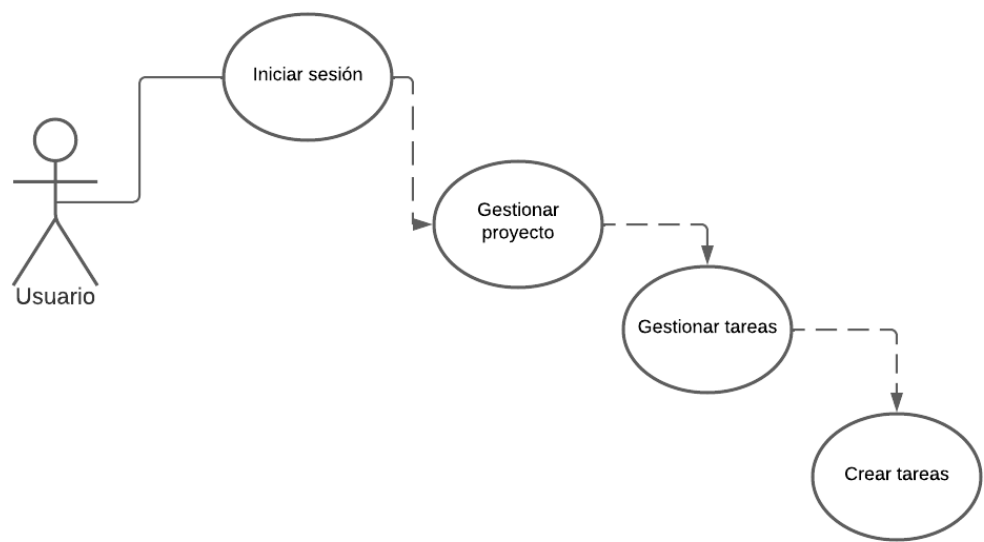 Iniciar sesión
Usuario
Gestionar
proyecto
Gestionar tareas
Crear tareas